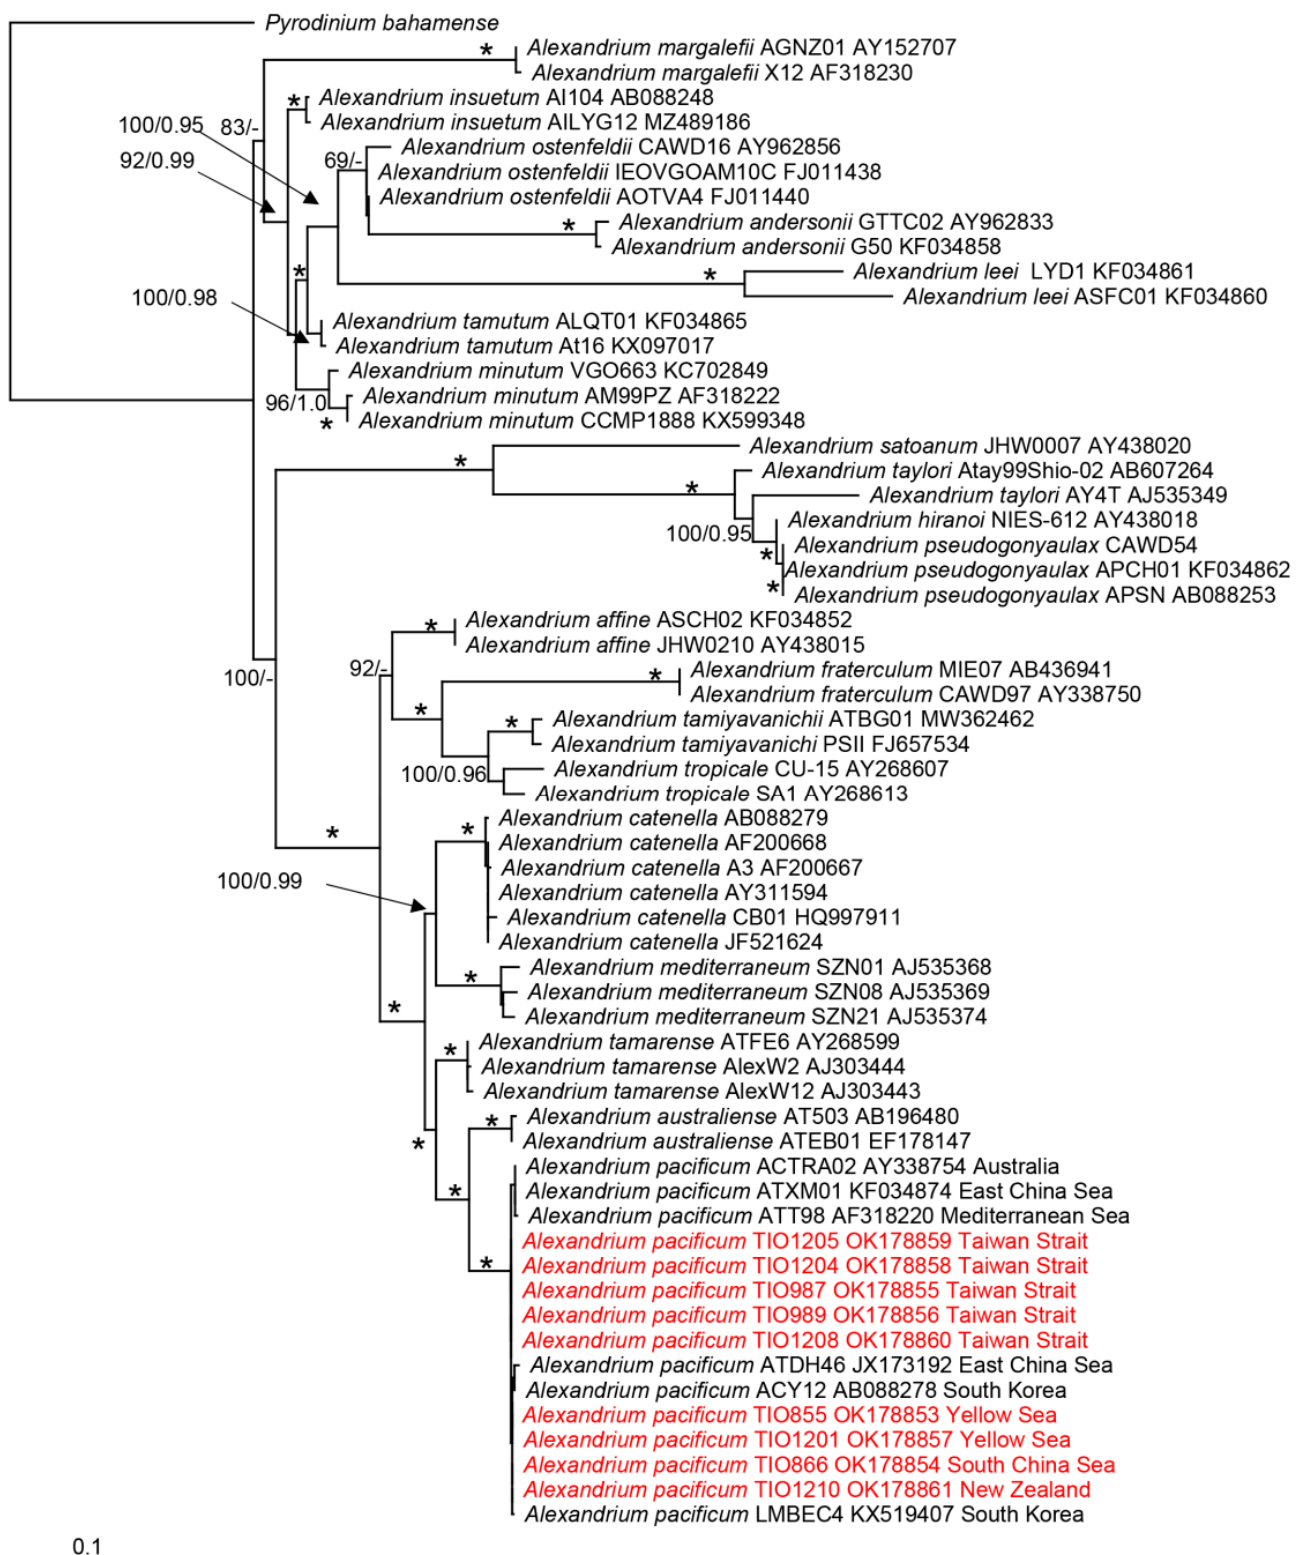 Pyrodinium bahamense
*
Alexandrium margalefii AGNZ01 AY152707
Alexandrium margalefii X12 AF318230
*
Alexandrium insuetum AI104 AB088248
100/0.95
83/-
Alexandrium insuetum AILYG12 MZ489186
92/0.99
69/-
Alexandrium ostenfeldii CAWD16 AY962856
Alexandrium ostenfeldii IEOVGOAM10C FJ011438
Alexandrium ostenfeldii AOTVA4 FJ011440
*
Alexandrium andersonii GTTC02 AY962833
Alexandrium andersonii G50 KF034858
*
*
Alexandrium leei LYD1 KF034861
100/0.98
Alexandrium leei ASFC01 KF034860
Alexandrium tamutum ALQT01 KF034865
Alexandrium tamutum At16 KX097017
Alexandrium minutum VGO663 KC702849
96/1.0
Alexandrium minutum AM99PZ AF318222
*
Alexandrium minutum CCMP1888 KX599348
*
Alexandrium satoanum JHW0007 AY438020
Alexandrium taylori Atay99Shio-02 AB607264
*
Alexandrium taylori AY4T AJ535349
Alexandrium hiranoi NIES-612 AY438018
100/0.95
Alexandrium pseudogonyaulax CAWD54
*
Alexandrium pseudogonyaulax APCH01 KF034862
*
Alexandrium pseudogonyaulax APSN AB088253
*
Alexandrium affine ASCH02 KF034852
Alexandrium affine JHW0210 AY438015
100/-
92/-
*
Alexandrium fraterculum MIE07 AB436941
Alexandrium fraterculum CAWD97 AY338750
*
*
Alexandrium tamiyavanichii ATBG01 MW362462
Alexandrium tamiyavanichi PSII FJ657534
100/0.96
Alexandrium tropicale CU-15 AY268607
Alexandrium tropicale SA1 AY268613
*
*
Alexandrium catenella AB088279
Alexandrium catenella AF200668
Alexandrium catenella A3 AF200667
100/0.99
Alexandrium catenella AY311594
Alexandrium catenella CB01 HQ997911
Alexandrium catenella JF521624
*
Alexandrium mediterraneum SZN01 AJ535368
Alexandrium mediterraneum SZN08 AJ535369
*
Alexandrium mediterraneum SZN21 AJ535374
*
Alexandrium tamarense ATFE6 AY268599
Alexandrium tamarense AlexW2 AJ303444
Alexandrium tamarense AlexW12 AJ303443
*
Alexandrium australiense AT503 AB196480
*
Alexandrium australiense ATEB01 EF178147
Alexandrium pacificum ACTRA02 AY338754 Australia
*
Alexandrium pacificum ATXM01 KF034874 East China Sea
Alexandrium pacificum ATT98 AF318220 Mediterranean Sea
Alexandrium pacificum TIO1205 OK178859 Taiwan Strait
*
Alexandrium pacificum TIO1204 OK178858 Taiwan Strait
Alexandrium pacificum TIO987 OK178855 Taiwan Strait
Alexandrium pacificum TIO989 OK178856 Taiwan Strait
Alexandrium pacificum TIO1208 OK178860 Taiwan Strait
Alexandrium pacificum ATDH46 JX173192 East China Sea
Alexandrium pacificum ACY12 AB088278 South Korea
Alexandrium pacificum TIO855 OK178853 Yellow Sea
Alexandrium pacificum TIO1201 OK178857 Yellow Sea
Alexandrium pacificum TIO866 OK178854 South China Sea
Alexandrium pacificum TIO1210 OK178861 New Zealand
Alexandrium pacificum LMBEC4 KX519407 South Korea
0.1